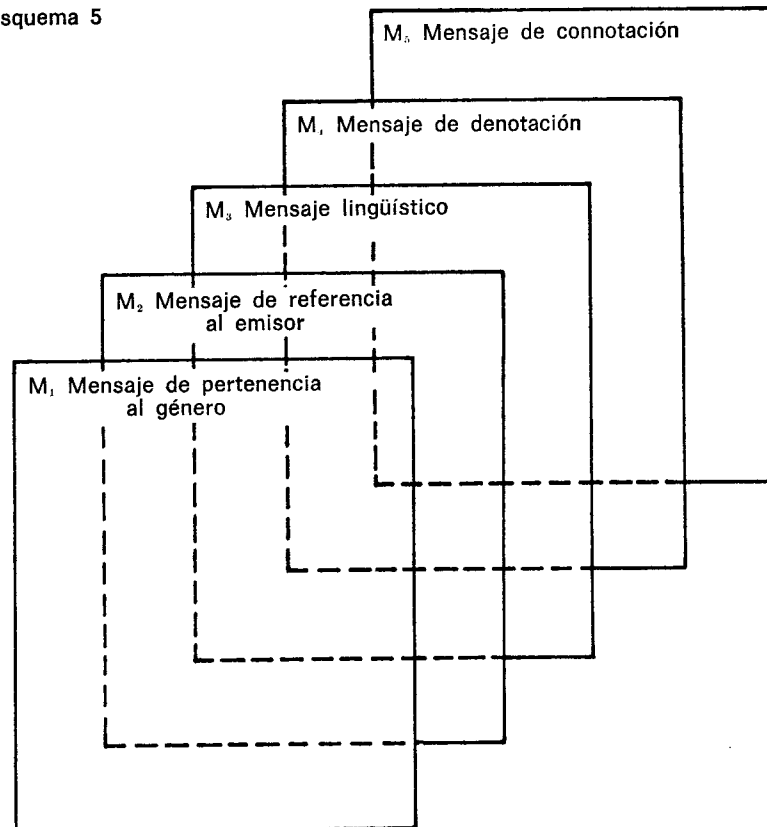 squema 5
M₅ Mensaje de connotación
M₄ Mensaje de denotación
M₃ Mensaje lingüístico
M₂ Mensaje de referencia
al emisor
M₁ Mensaje de pertenencia
al género